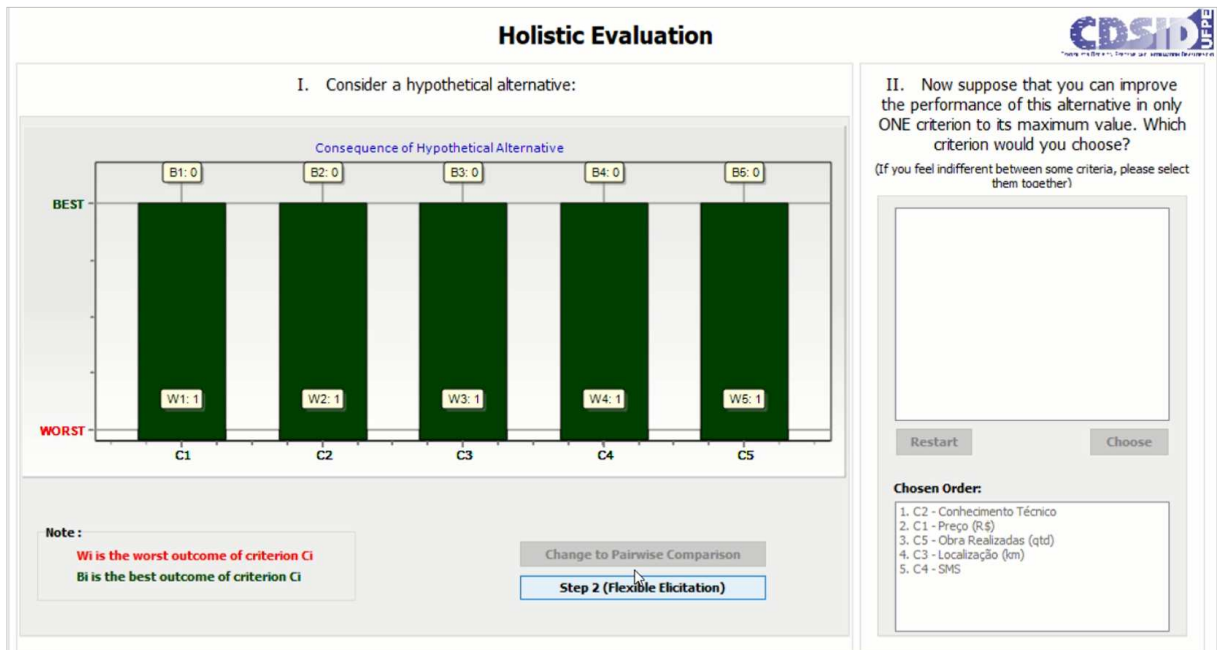 Holistic Evaluation
CDSID
UFPE
I. Consider a hypothetical alternative:
Consequence of Hypothetical Alternative
B1: 0
B2: 0
B3: 0
B4: 0
B5: 0
BEST
W1: 1
W2: 1
W3: 1
W4: 1
W5: 1
WORST
C1
C2
C3
C4
C5
Note :
Wi is the worst outcome of criterion Ci
Bi is the best outcome of criterion Ci
Change to Pairwise Comparison
Step 2 (Flexible Elicitation)
II. Now suppose that you can improve
the performance of this alternative in only
ONE criterion to its maximum value. Which
criterion would you choose?
(If you feel indifferent between some criteria, please select
them together)
Restart
Choose
Chosen Order:
1. C2 - Conhecimento Técnico
2. C1 - Preço (R$)
3. C5 - Obra Realizadas (qtd)
4. C3 - Localização (km)
5. C4 - SMS